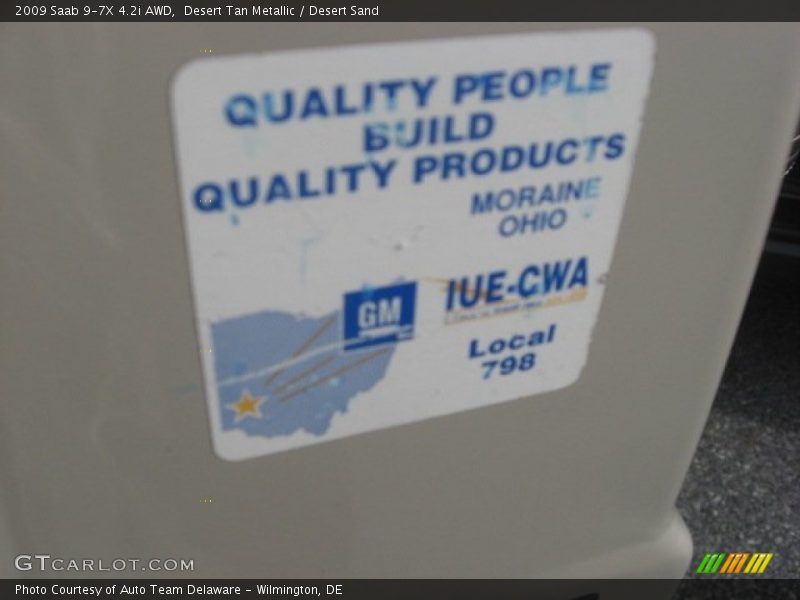 2009 Saab 9-7X 4.2i AWD,  Desert Tan Metallic / Desert Sand
QUALITY PEOPLE
BUILD
QUALITY PRODUCTS
MORAINE
OHIO
GM
IUE-CWA
Local
798
GTCARLOT.COM
Photo Courtesy of Auto Team Delaware - Wilmington, DE